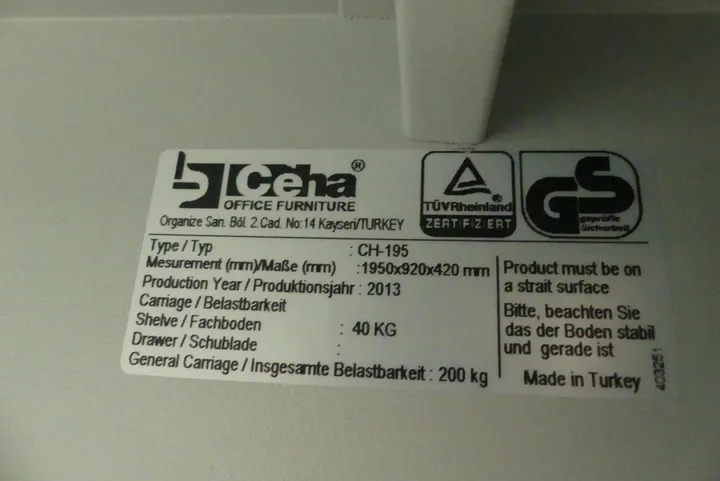 Ceha®
OFFICE FURNITURE
Organize San. Böl. 2.Cad. No:14 Kayseri/TURKEY
TÜVRheinland
ZERTIFIZIERT
GS
geprüfte
Sicherheit
Type / Typ : CH-195
Mesurement (mm)/Maße (mm) : 1950x920x420 mm
Production Year / Produktionsjahr : 2013
Carriage / Belastbarkeit
Shelve / Fachboden : 40 KG
Drawer / Schublade :
General Carriage / Insgesamte Belastbarkeit : 200 kg
Product must be on
a strait surface
Bitte, beachten Sie
das der Boden stabil
und gerade ist
Made in Turkey
403251